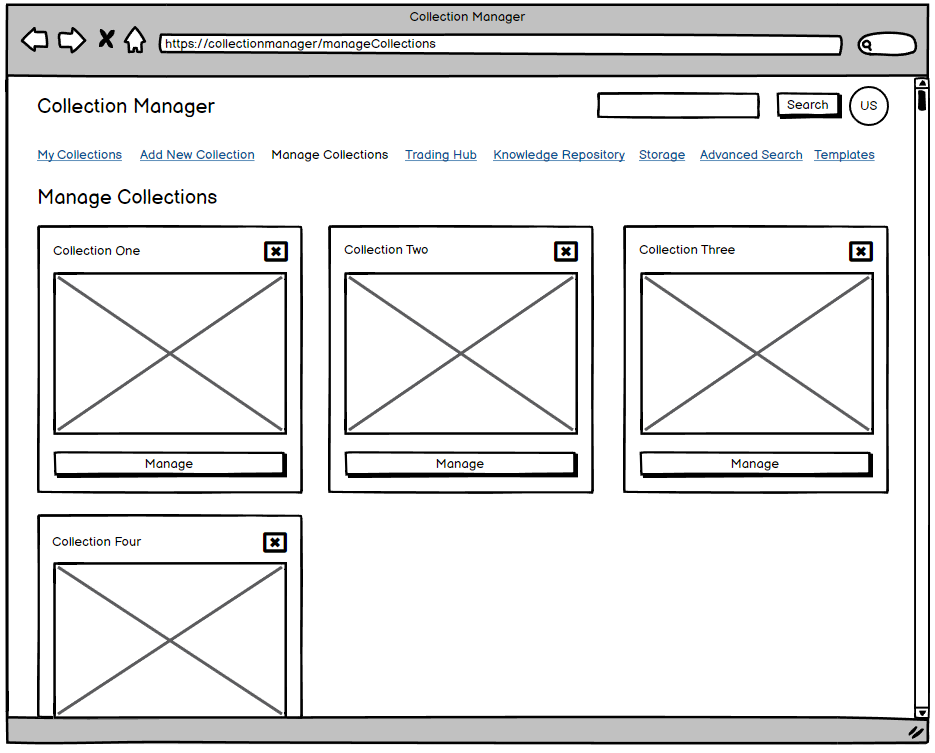 Collection Manager
https://collectionmanager/manageCollections
Collection Manager
Search
US
My Collections Add New Collection Manage Collections Trading Hub Knowledge Repository Storage Advanced Search Templates
Manage Collections
Collection One
Collection Two
Collection Three
Manage
Manage
Manage
Collection Four